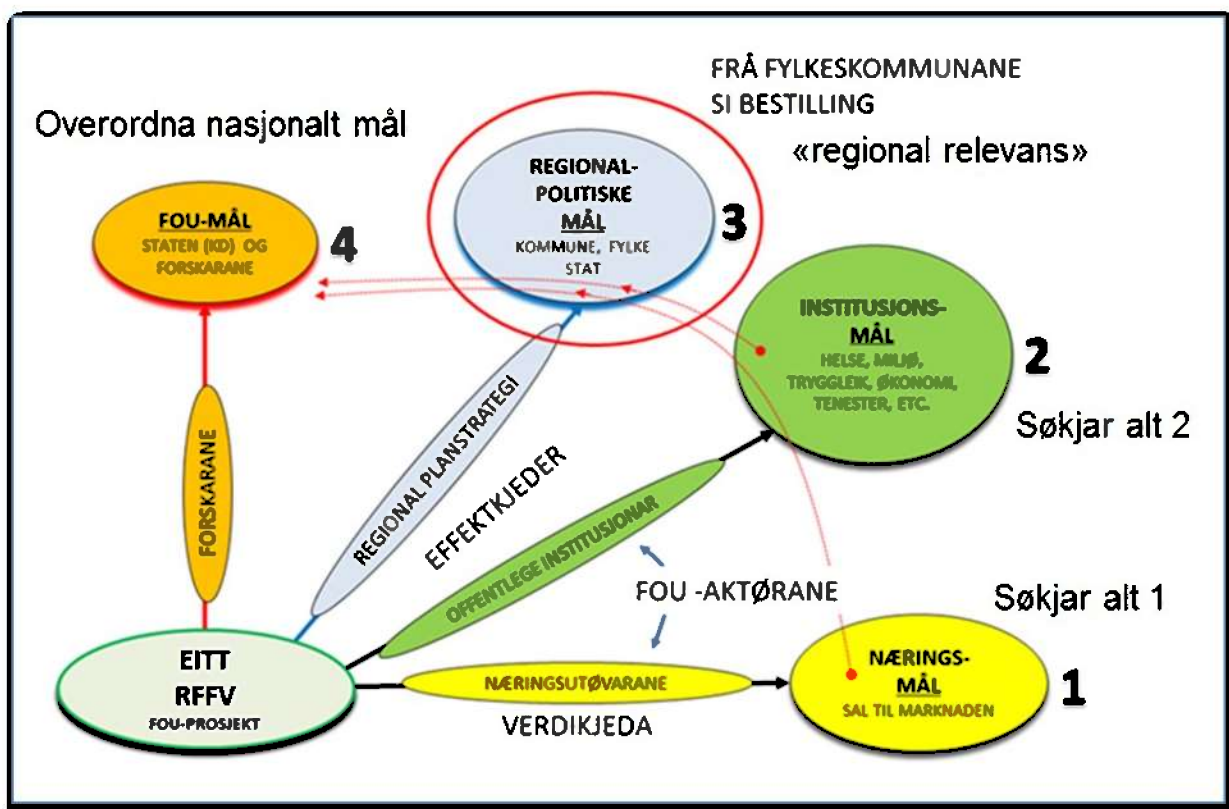 FRÅ FYLKESKOMMUNANE
SI BESTILLING
Overordna nasjonalt mål
«regional relevans»
REGIONAL-
POLITISKE
MÅL
KOMMUNE, FYLKE
STAT
3
FOU-MÅL
STATEN (KD) OG
FORSKARANE
4
INSTITUSJONS-
MÅL
HELSE, MILJØ,
TRYGGLEIK, ØKONOMI,
TENESTER, ETC.
2
Søkjar alt 2
FORSKARANE
REGIONAL PLANSTRATEGI
EFFEKTKJEDER
OFFENTLEGE INSTITUSJONAR
FOU -AKTØRANE
Søkjar alt 1
EITT
RFFV
FOU-PROSJEKT
NÆRINGSUTØVARANE
VERDIKJEDA
NÆRINGS-
MÅL
SAL TIL MARKNADEN
1